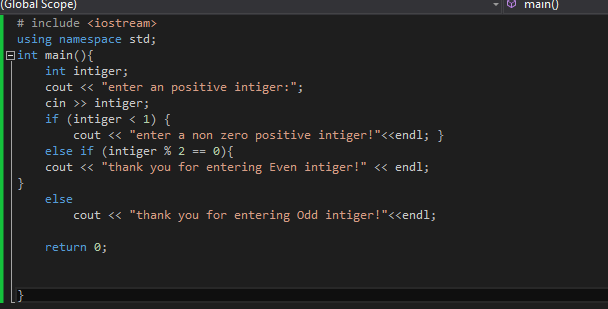 (Global Scope) main()
# include <iostream>
using namespace std;
int main(){
int intiger;
cout << "enter an positive intiger:";
cin >> intiger;
if (intiger < 1) {
cout << "enter a non zero positive intiger!"<<endl; }
else if (intiger % 2 == 0){
cout << "thank you for entering Even intiger!" << endl;
}
else
cout << "thank you for entering Odd intiger!"<<endl;
return 0;
}